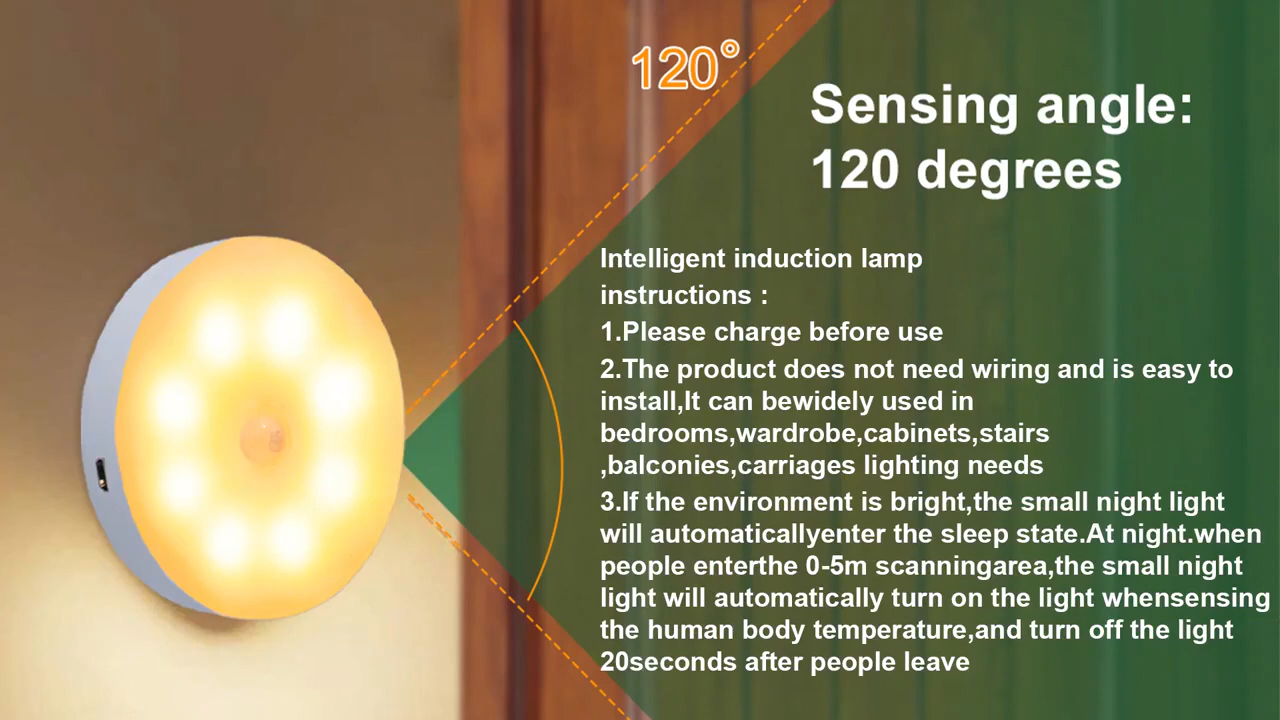 120°
Sensing angle:
120 degrees
Intelligent induction lamp
instructions :
1.Please charge before use
2.The product does not need wiring and is easy to
install,It can bewidely used in
bedrooms,wardrobe,cabinets,stairs
,balconies,carriages lighting needs
3.If the environment is bright,the small night light
will automaticallyenter the sleep state.At night.when
people enterthe 0-5m scanningarea,the small night
light will automatically turn on the light whensensing
the human body temperature,and turn off the light
20seconds after people leave